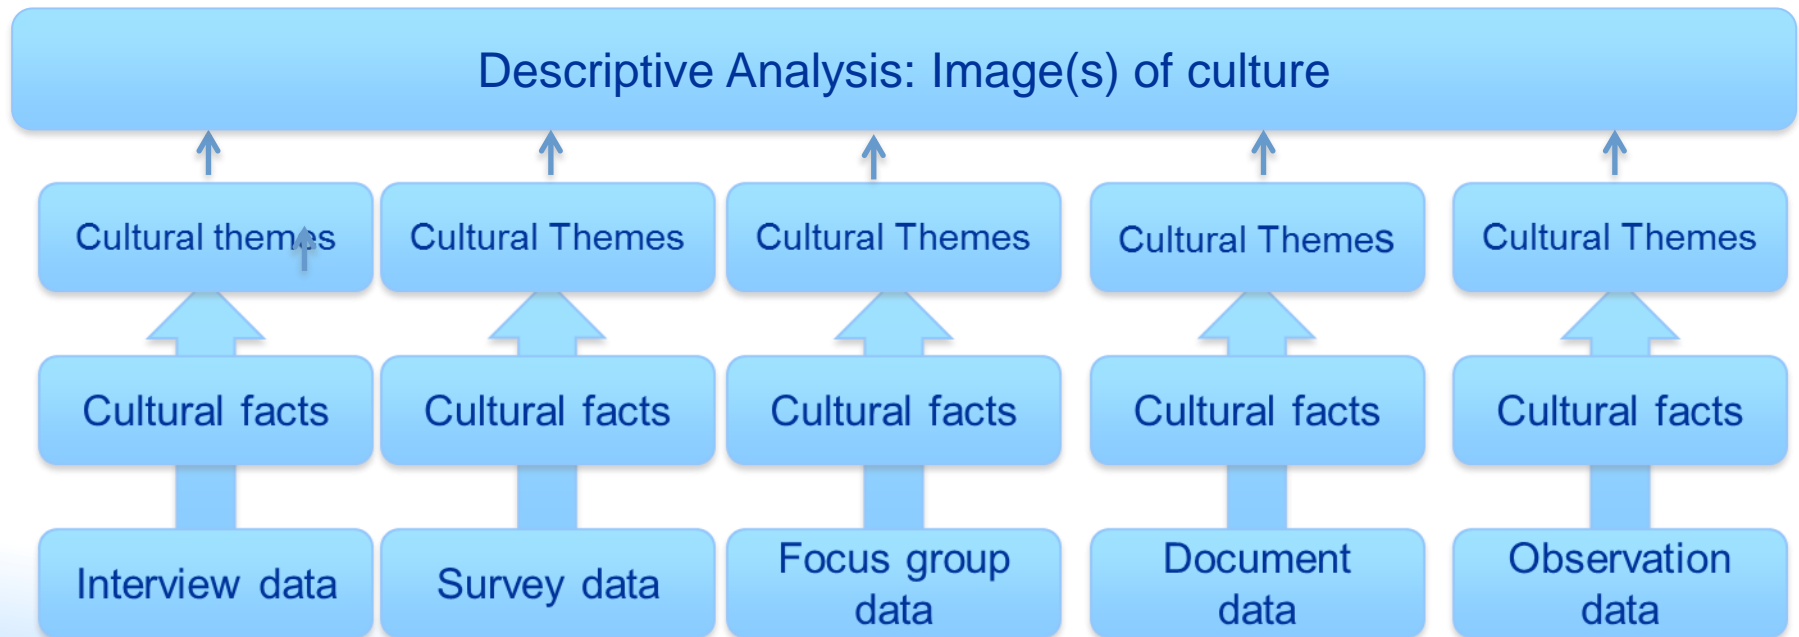 Descriptive Analysis: Image(s) of culture
Cultural themes
Cultural Themes
Cultural Themes
Cultural Themes
Cultural Themes
Cultural facts
Cultural facts
Cultural facts
Cultural facts
Cultural facts
Interview data
Survey data
Focus group
data
Document
data
Observation
data